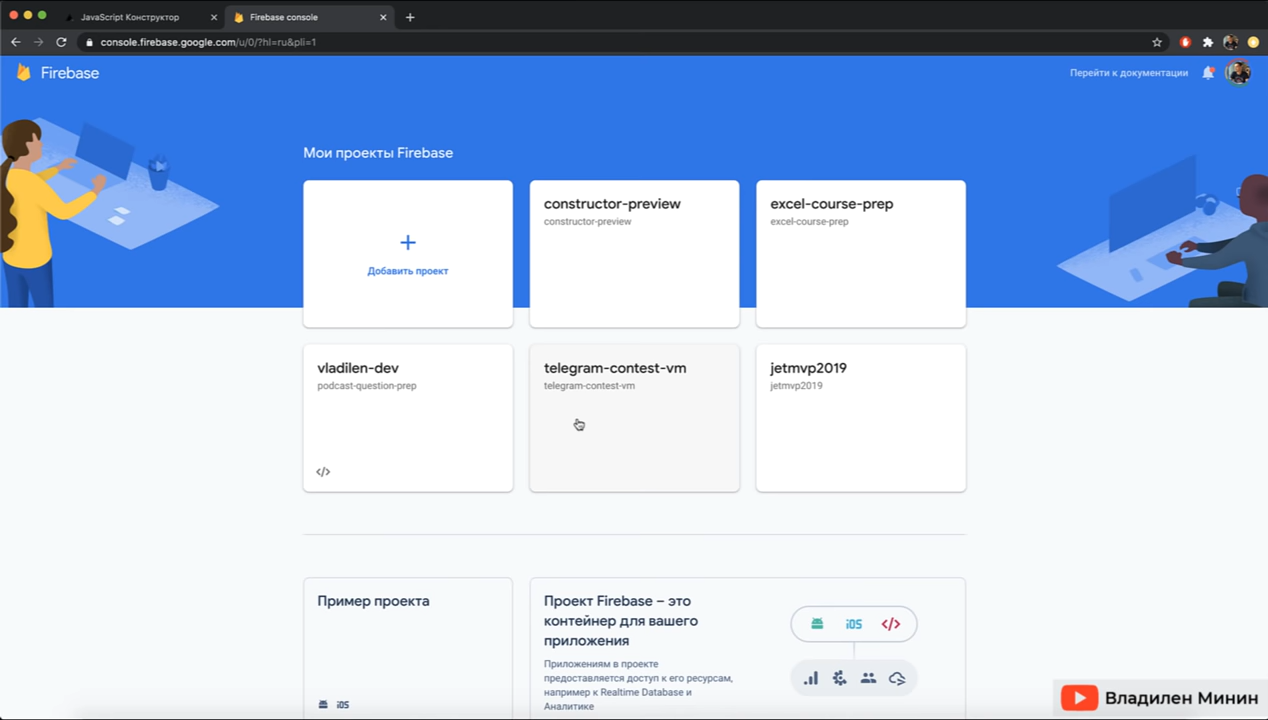 JavaScript Конструктор
Firebase console
console.firebase.google.com/u/0/?hl=ru&pli=1
Firebase
Перейти к документации
Мои проекты Firebase
Добавить проект
constructor-preview
constructor-preview
excel-course-prep
excel-course-prep
vladilen-dev
podcast-question-prep
telegram-contest-vm
telegram-contest-vm
jetmvp2019
jetmvp2019
Пример проекта
iOS
Проект Firebase – это
контейнер для вашего
приложения
Приложениям в проекте
предоставляется доступ к его ресурсам,
например к Realtime Database и
Аналитике
iOS
Владилен Минин